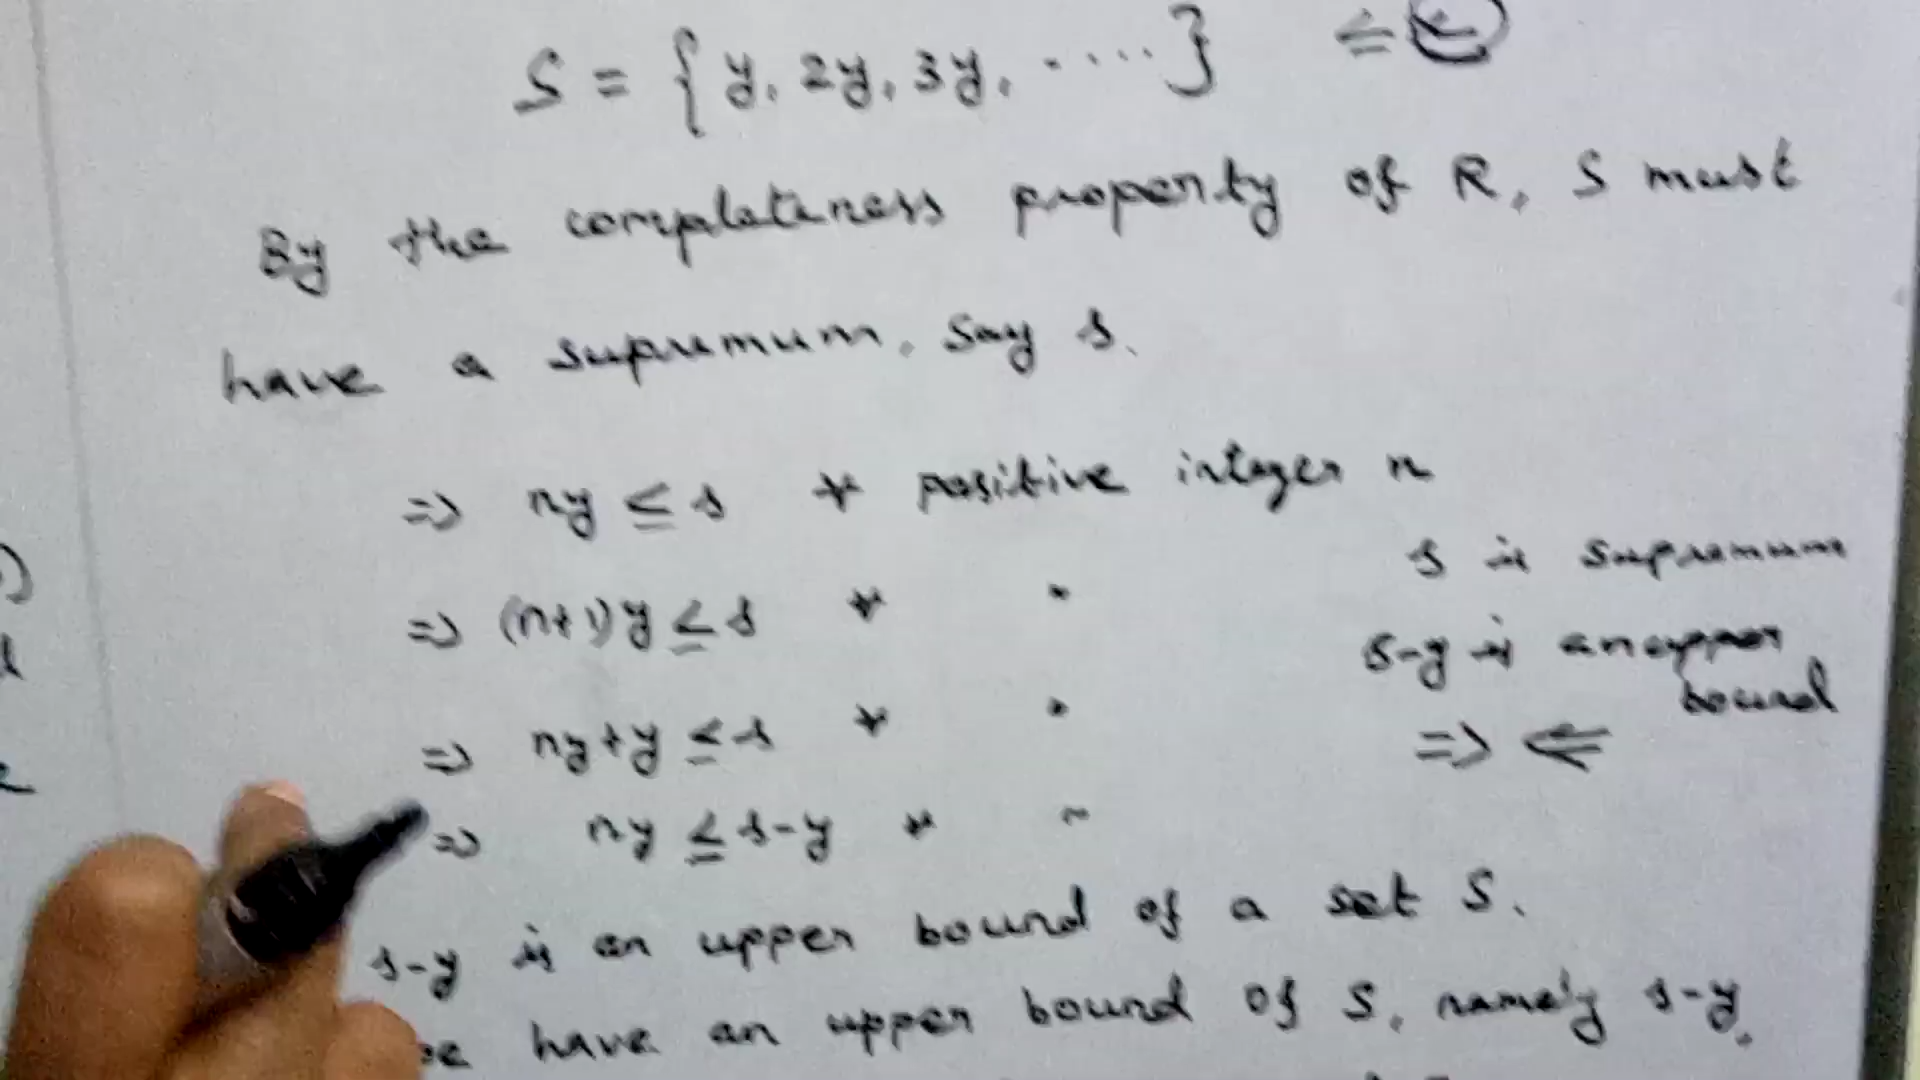 S = { y, 2y, 3y, ..... } ⇐ ⇐
By the completeness property of R, S must
have a supremum, say s.
⇒ ny ≤ s ∀ positive integer n
⇒ (n+1)y ≤ s ∀ "
⇒ ny+y ≤ s ∀ "
⇒ ny ≤ s-y ∀ "
s is supremum
s-y is an upper
bound
⇒ ⇐
s-y is an upper bound of a set S.
have an upper bound of S, namely s-y,